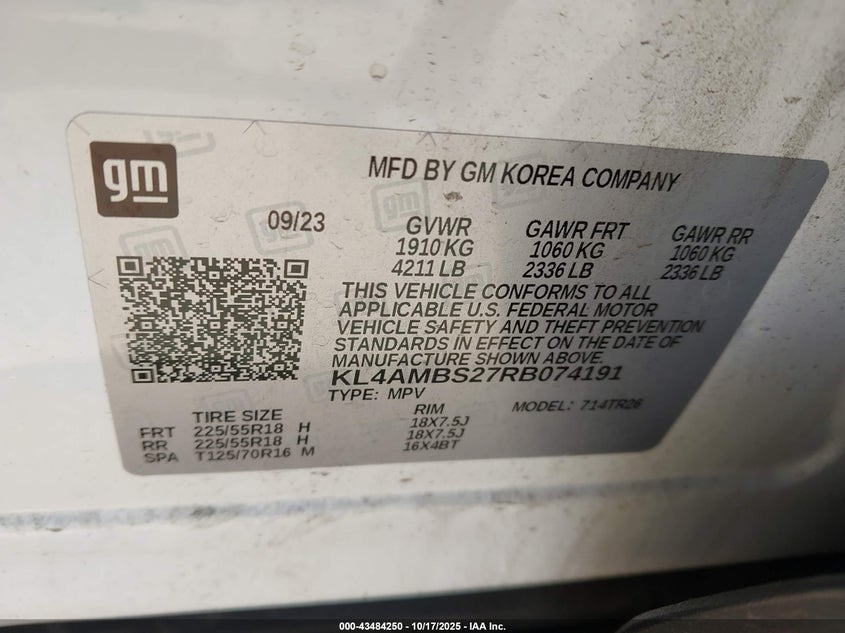 gm
MFD BY GM KOREA COMPANY
09/23
GVWR GAWR FRT GAWR RR
1910 KG 1060 KG 1060 KG
4211 LB 2336 LB 2336 LB
THIS VEHICLE CONFORMS TO ALL
APPLICABLE U.S. FEDERAL MOTOR
VEHICLE SAFETY AND THEFT PREVENTION
STANDARDS IN EFFECT ON THE DATE OF
MANUFACTURE SHOWN ABOVE.
KL4AMBS27RB074191
TYPE: MPV MODEL: 714TR26
TIRE SIZE RIM
FRT 225/55R18 H 18X7.5J
RR 225/55R18 H 18X7.5J
SPA T125/70R16 M 16X4BT
000-43484250 - 10/17/2025 - IAA Inc.